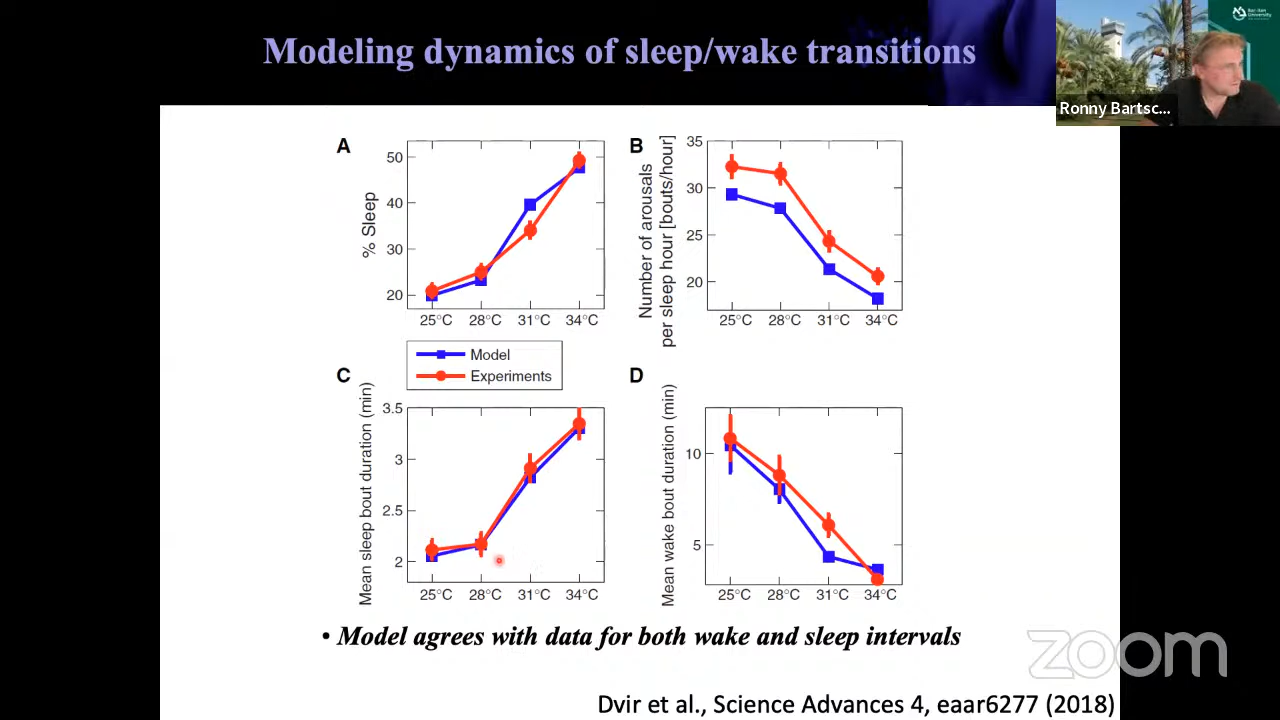 Modeling dynamics of sleep/wake transitions
Bar-Ilan
University
Ronny Bartsc...
A
50
40
30
20
% Sleep
25°C 28°C 31°C 34°C
B
35
30
25
20
Number of arousals
per sleep hour [bouts/hour]
25°C 28°C 31°C 34°C
Model
Experiments
C
3.5
3
2.5
2
Mean sleep bout duration (min)
25°C 28°C 31°C 34°C
D
10
5
Mean wake bout duration (min)
25°C 28°C 31°C 34°C
• Model agrees with data for both wake and sleep intervals
zoom
Dvir et al., Science Advances 4, eaar6277 (2018)